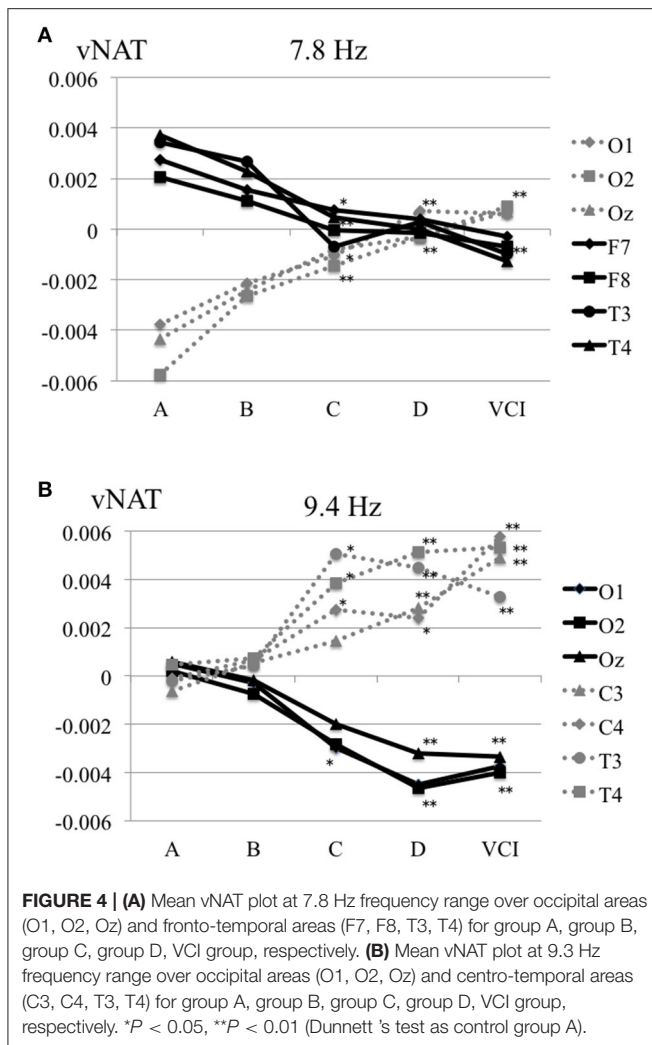 A
vNAT 7.8 Hz
0.006
0.004
0.002
0
-0.002
-0.004
-0.006
* ** **
** * ** **
**
A B C D VCI
O1
O2
Oz
F7
F8
T3
T4
B
vNAT 9.4 Hz
0.006
0.004
0.002
0
-0.002
-0.004
-0.006
* ** **
* ** **
** **
* * **
** **
* ** **
A B C D VCI
O1
O2
Oz
C3
C4
T3
T4
FIGURE 4 | (A) Mean vNAT plot at 7.8 Hz frequency range over occipital areas
(O1, O2, Oz) and fronto-temporal areas (F7, F8, T3, T4) for group A, group B,
group C, group D, VCI group, respectively. (B) Mean vNAT plot at 9.3 Hz
frequency range over occipital areas (O1, O2, Oz) and centro-temporal areas
(C3, C4, T3, T4) for group A, group B, group C, group D, VCI group,
respectively. *P < 0.05, **P < 0.01 (Dunnett 's test as control group A).